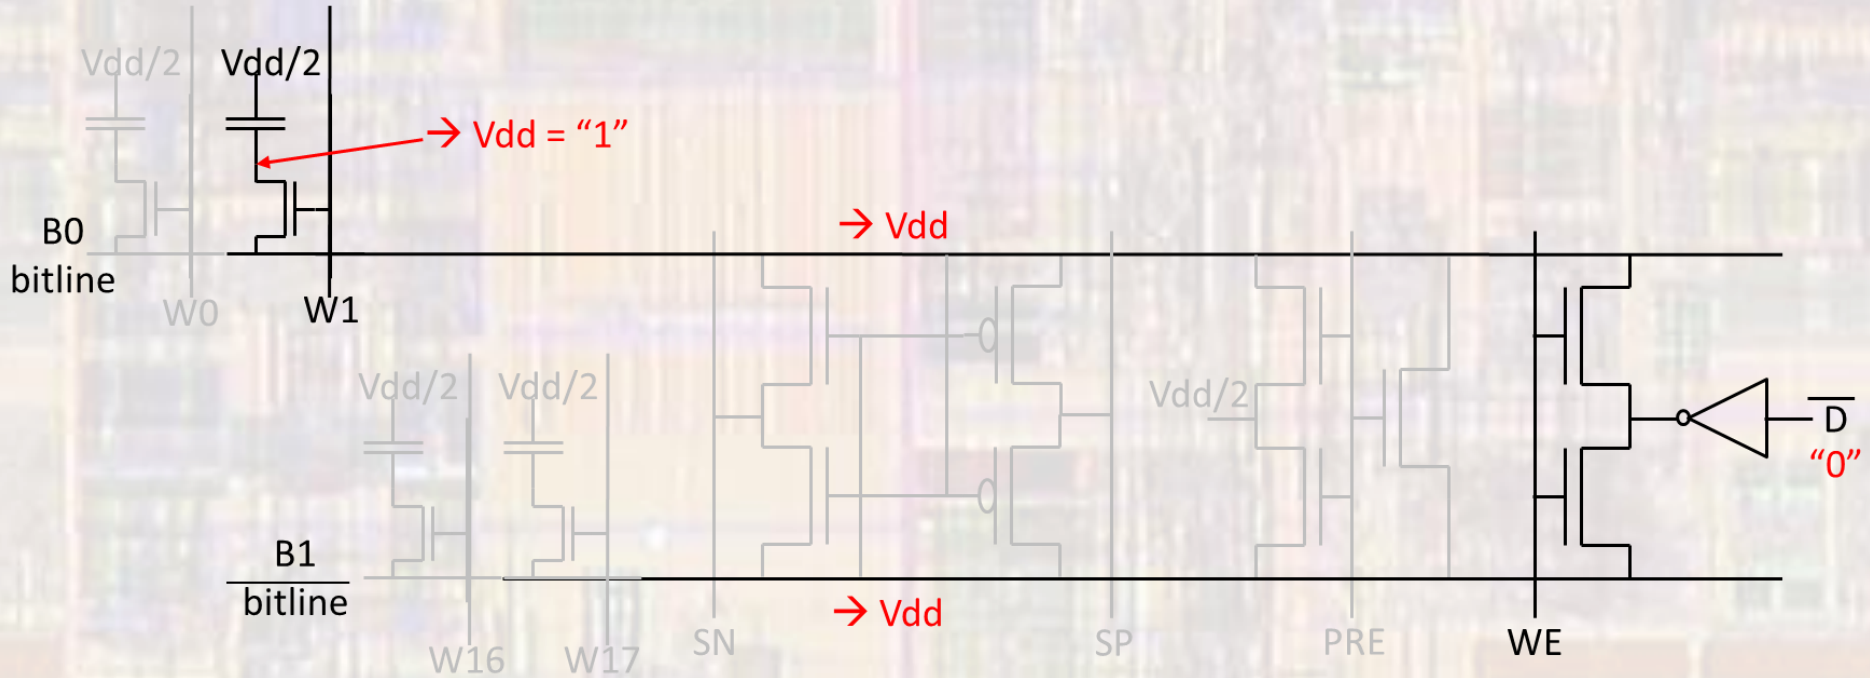 Vdd/2
Vdd/2
→ Vdd = “1”
B0
bitline
W0
W1
→ Vdd
Vdd/2
Vdd/2
Vdd/2
D̅
“0”
B1
b̅i̅t̅l̅i̅n̅e̅
→ Vdd
W16
W17
SN
SP
PRE
WE